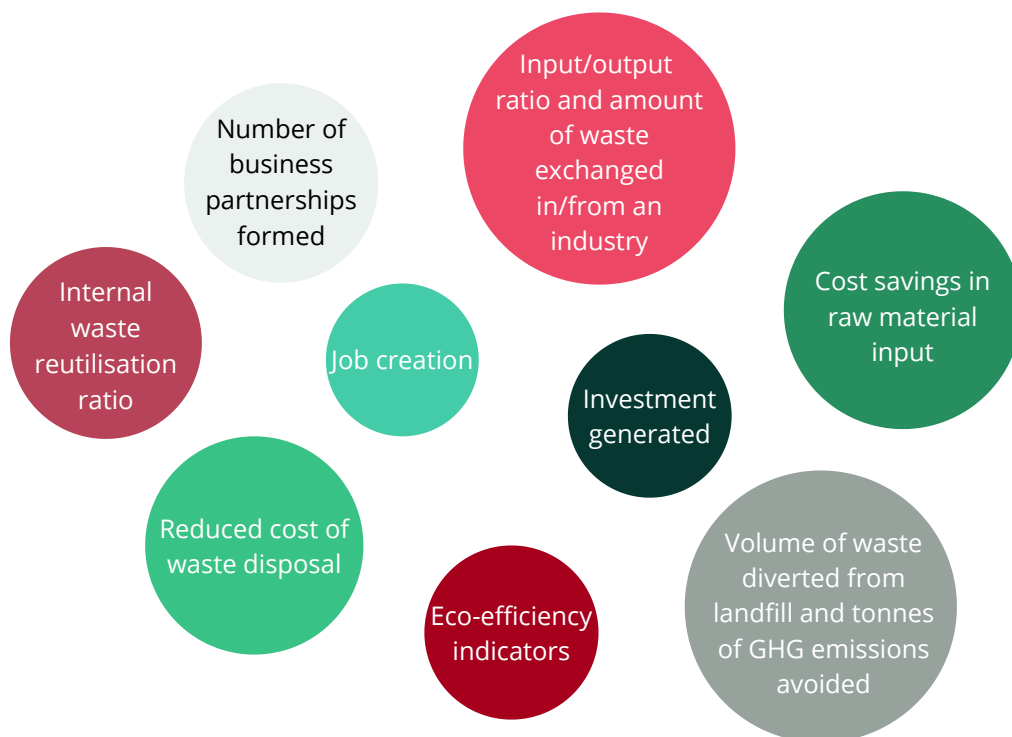 Input/output
ratio and amount
of waste
exchanged
in/from an
industry
Number of
business
partnerships
formed
Cost savings in
raw material
input
Internal
waste
reutilisation
ratio
Job creation
Investment
generated
Reduced cost of
waste disposal
Volume of waste
diverted from
landfill and tonnes
of GHG emissions
avoided
Eco-efficiency
indicators